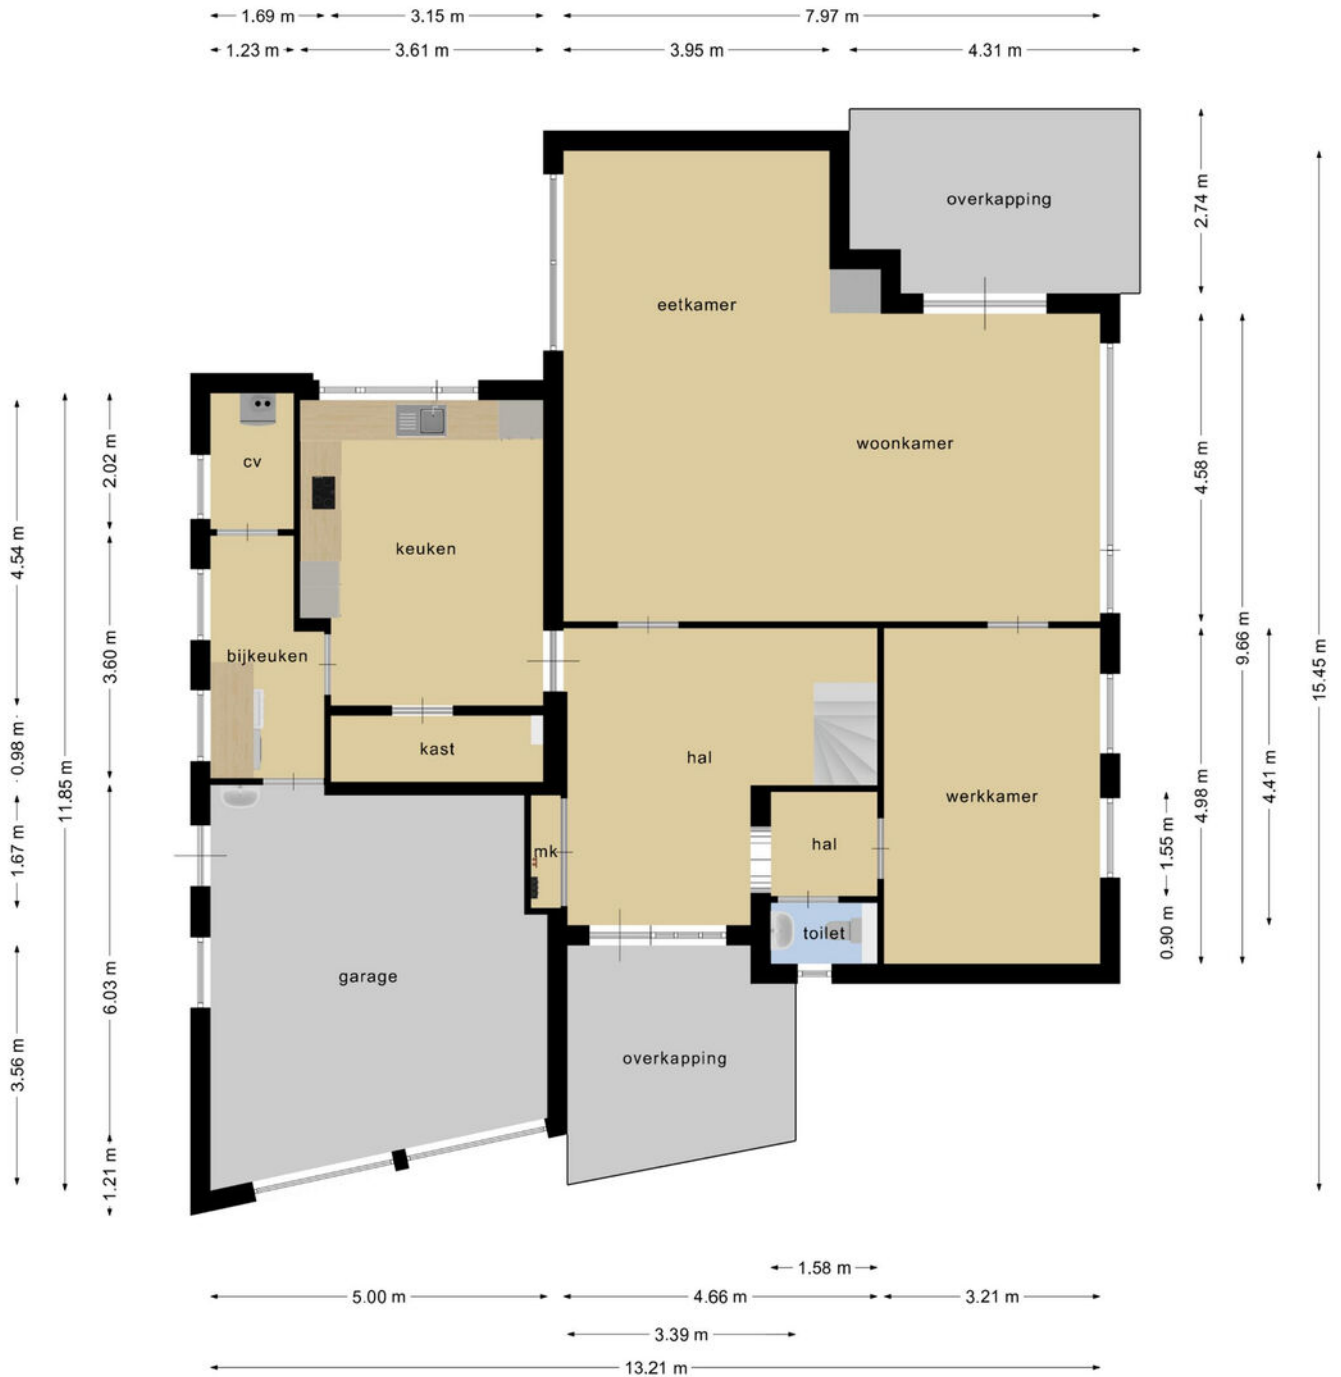 1.69 m
3.15 m
7.97 m
1.23 m
3.61 m
3.95 m
4.31 m
overkapping
2.74 m
eetkamer
woonkamer
cv
keuken
2.02 m
4.54 m
4.58 m
bijkeuken
3.60 m
9.66 m
15.45 m
kast
hal
werkkamer
0.98 m
11.85 m
4.98 m
4.41 m
mk
hal
1.67 m
1.55 m
toilet
0.90 m
garage
6.03 m
overkapping
3.56 m
1.21 m
1.58 m
5.00 m
4.66 m
3.21 m
3.39 m
13.21 m